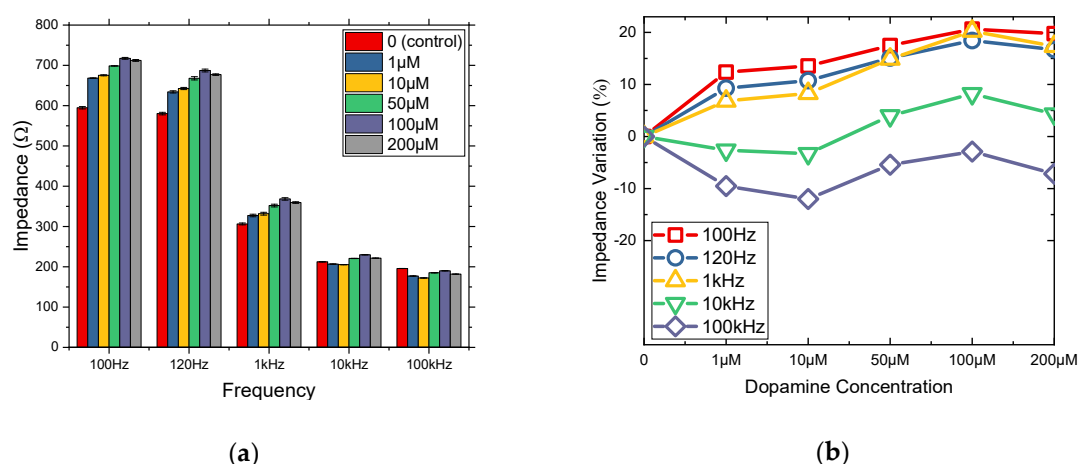 800
700
600
500
400
300
200
100
0
Impedance (Ω)
0 (control)
1µM
10µM
50µM
100µM
200µM
100Hz 120Hz 1kHz 10kHz 100kHz
Frequency
(a)
20
10
0
-10
-20
Impedance Variation (%)
100Hz
120Hz
1kHz
10kHz
100kHz
0 1µM 10µM 50µM 100µM 200µM
Dopamine Concentration
(b)